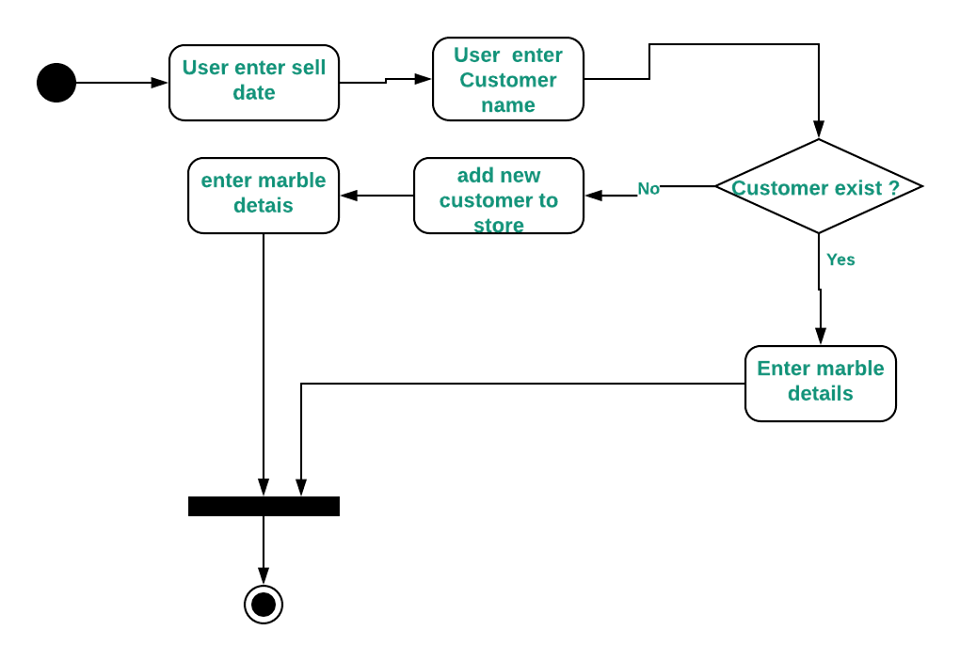 User enter sell
date
User enter
Customer
name
enter marble
detais
add new
customer to
store
No
Customer exist ?
Yes
Enter marble
details